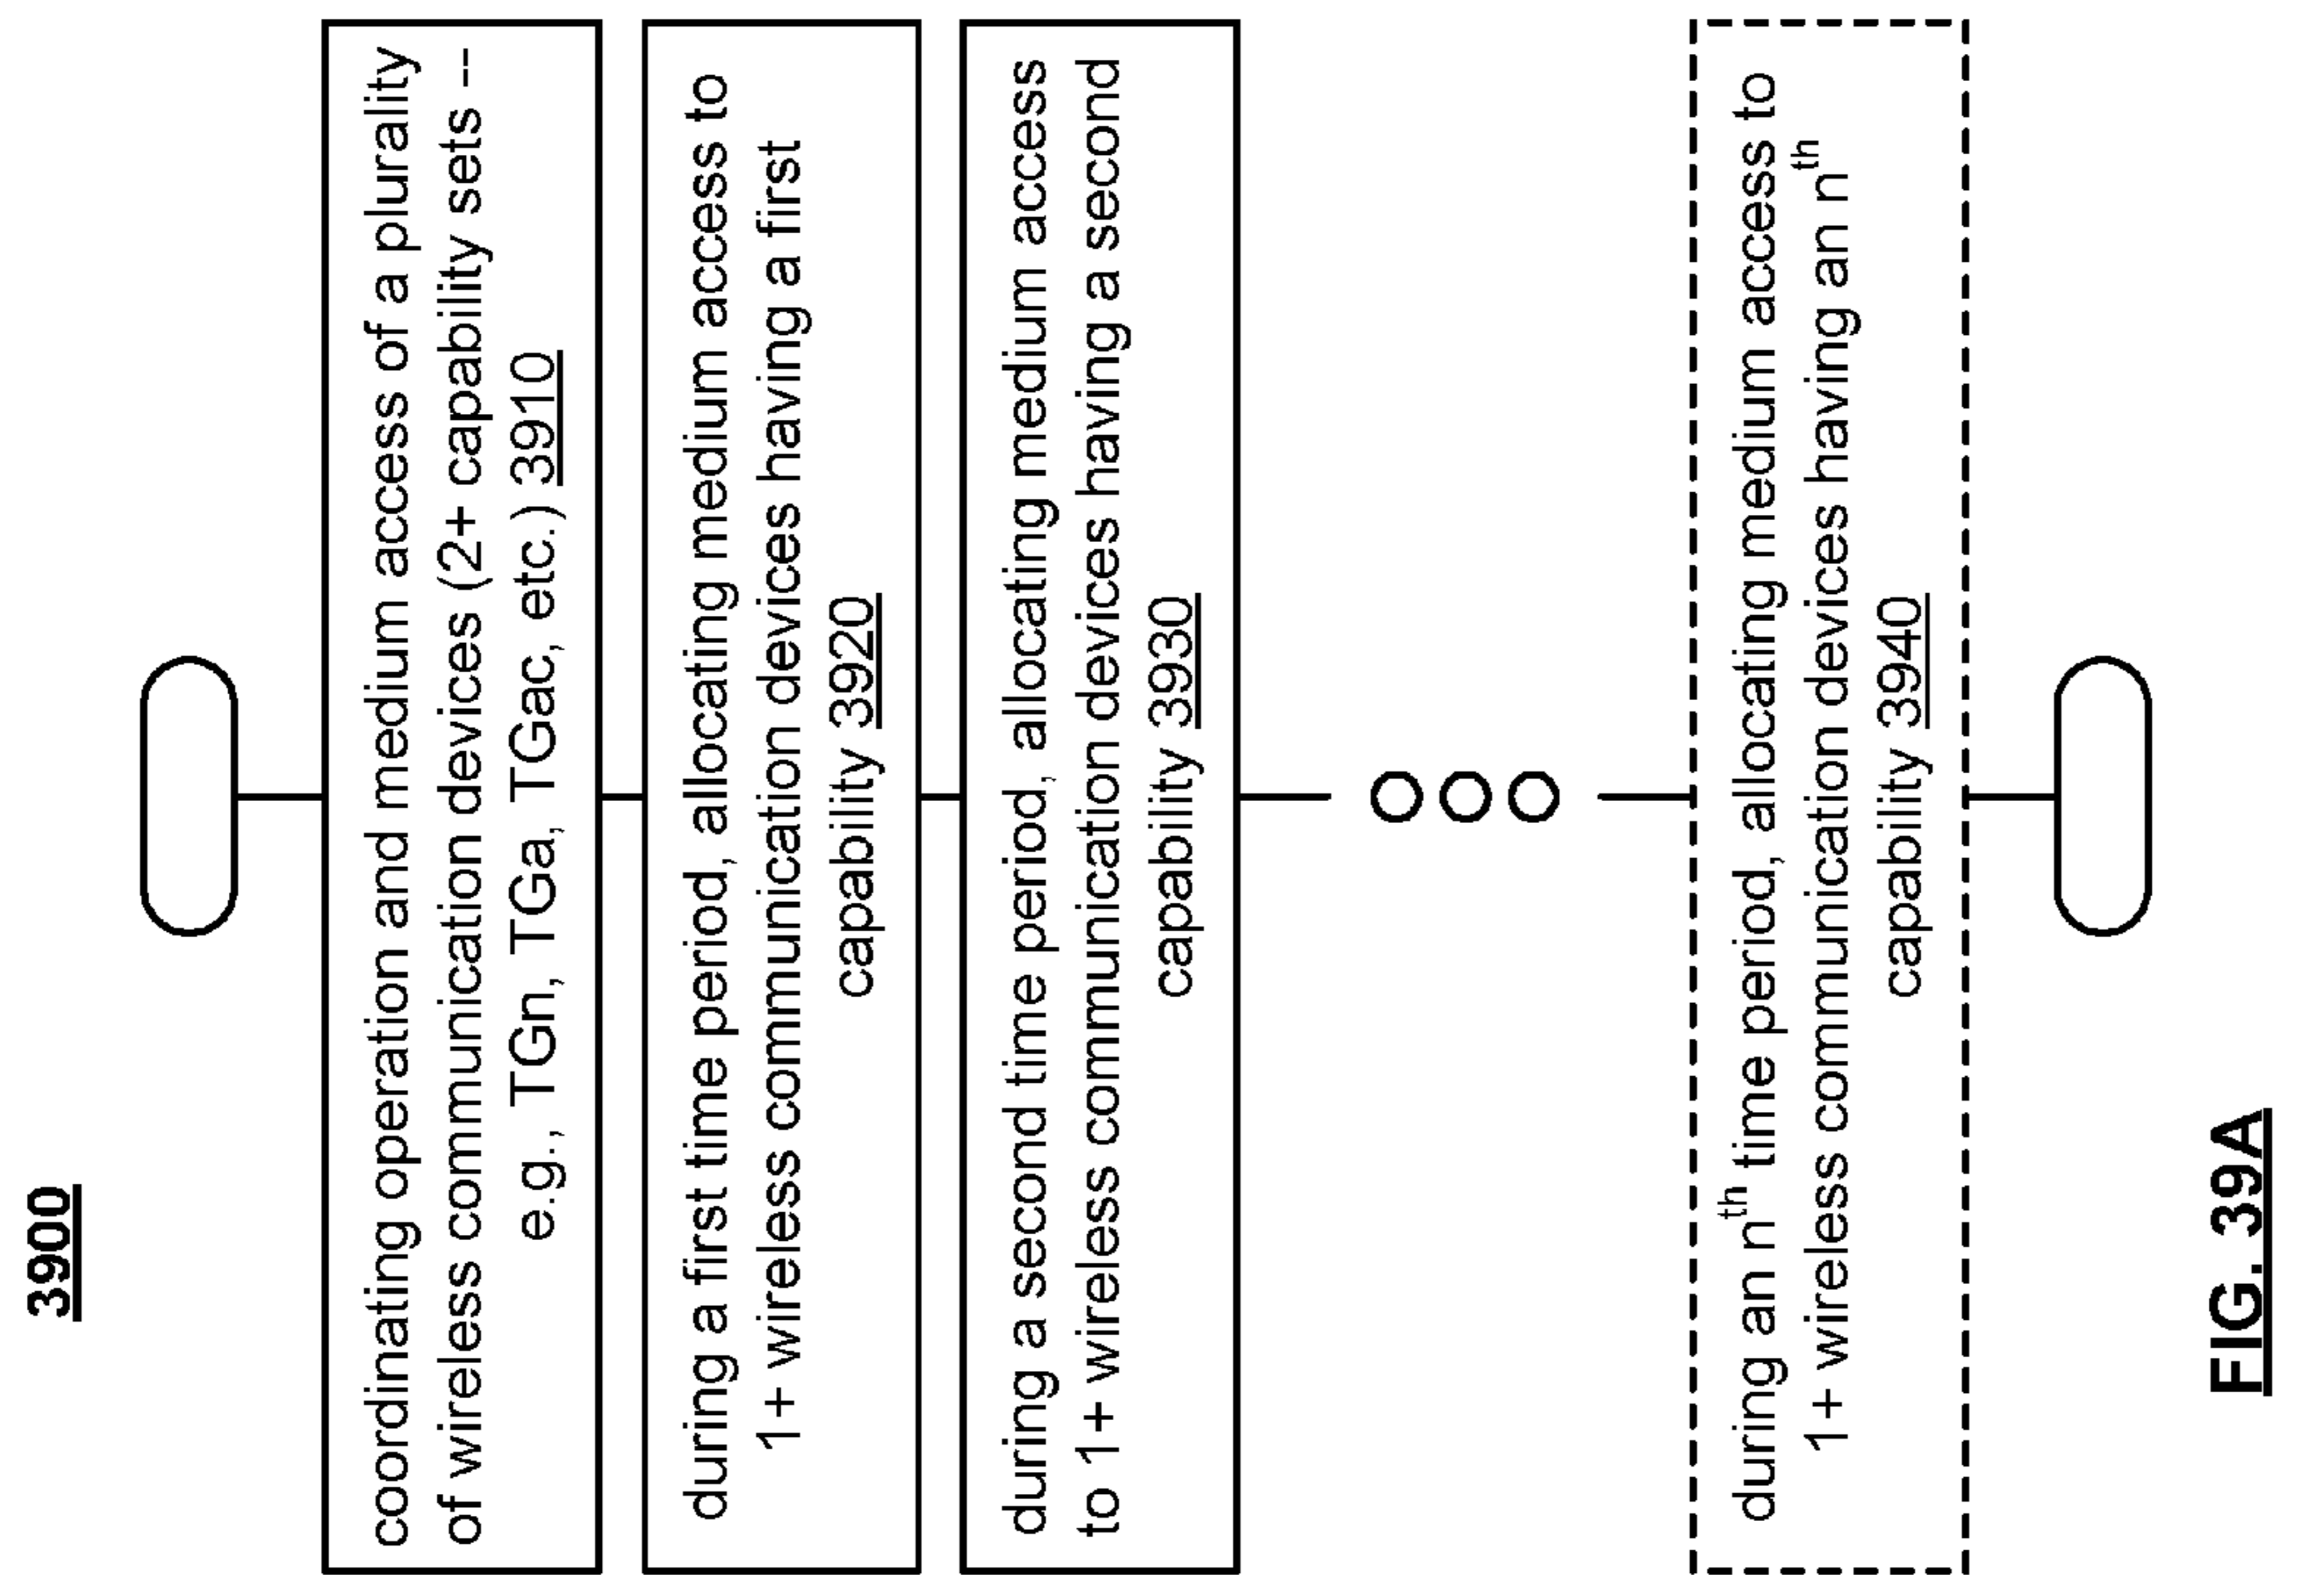 3900
coordinating operation and medium access of a plurality
of wireless communication devices (2+ capability sets --
e.g., TGn, TGa, TGac, etc.) 3910
during a first time period, allocating medium access to
1+ wireless communication devices having a first
capability 3920
during a second time period, allocating medium access
to 1+ wireless communication devices having a second
capability 3930
during an nth time period, allocating medium access to
1+ wireless communication devices having an nth
capability 3940
FIG. 39A